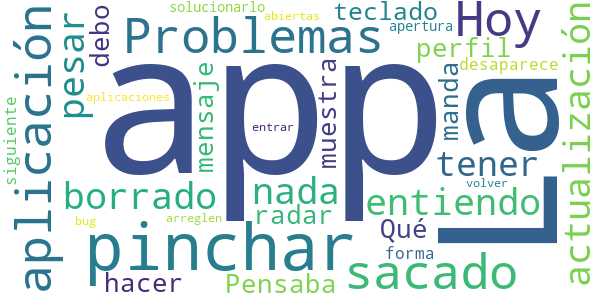 solucionarlo
abiertas
teclado
apertura
Hoy
debo
Problemas
perfil
desaparece
pesar
aplicación
app
La
aplicaciones
mensaje
muestra
manda
actualización
siguiente
entrar
tener
volver
borrado
nada
entiendo
radar
Qué
bug
arreglen
pinchar
forma
hacer
Pensaba
sacado